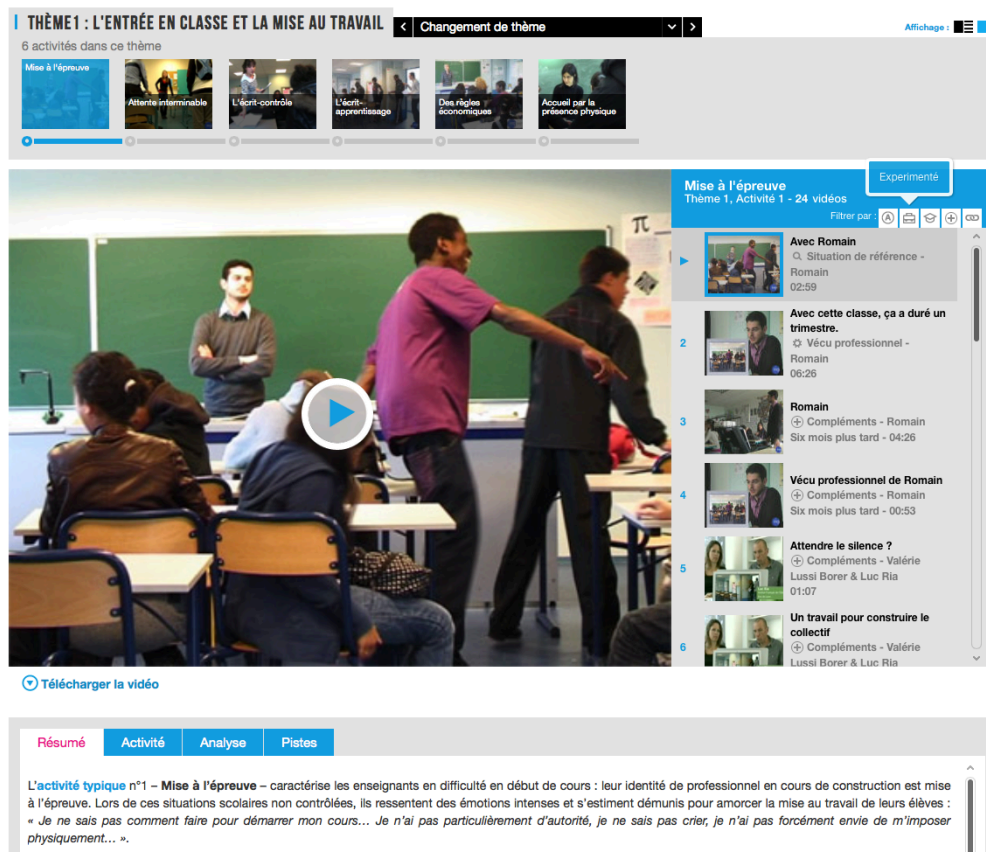 THÈME1 : L'ENTRÉE EN CLASSE ET LA MISE AU TRAVAIL
Changement de thème
Affichage :
6 activités dans ce thème
Mise à l'épreuve
Attente interminable
L'écrit-contrôle
L'écrit-
apprentissage
Des règles
économiques
Accueil par la
présence physique
Experimenté
Mise à l'épreuve
Thème 1, Activité 1 - 24 vidéos
Filtrer par :
A
π
Avec Romain
Situation de référence -
Romain
02:59
2
Avec cette classe, ça a duré un
trimestre.
Vécu professionnel -
Romain
06:26
3
Romain
Compléments - Romain
Six mois plus tard - 04:26
4
Vécu professionnel de Romain
Compléments - Romain
Six mois plus tard - 00:53
5
Attendre le silence ?
Compléments - Valérie
Lussi Borer & Luc Ria
01:07
6
Un travail pour construire le
collectif
Compléments - Valérie
Lussi Borer & Luc Ria
Télécharger la vidéo
Résumé Activité Analyse Pistes
L'activité typique n°1 – Mise à l'épreuve – caractérise les enseignants en difficulté en début de cours : leur identité de professionnel en cours de construction est mise
à l'épreuve. Lors de ces situations scolaires non contrôlées, ils ressentent des émotions intenses et s'estiment démunis pour amorcer la mise au travail de leurs élèves :
« Je ne sais pas comment faire pour démarrer mon cours… Je n'ai pas particulièrement d'autorité, je ne sais pas crier, je n'ai pas forcément envie de m'imposer
physiquement… ».